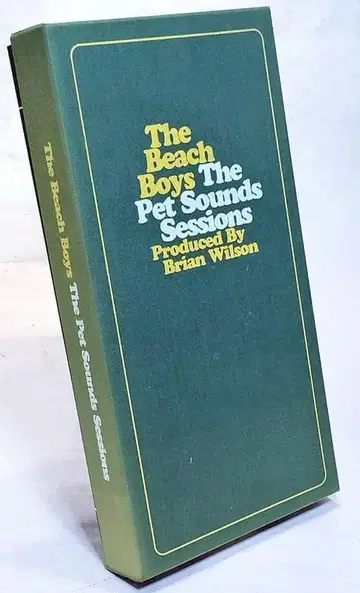 The
Beach
Boys The
Pet Sounds
Sessions
Produced By
Brian Wilson
The Beach Boys The Pet Sounds Sessions